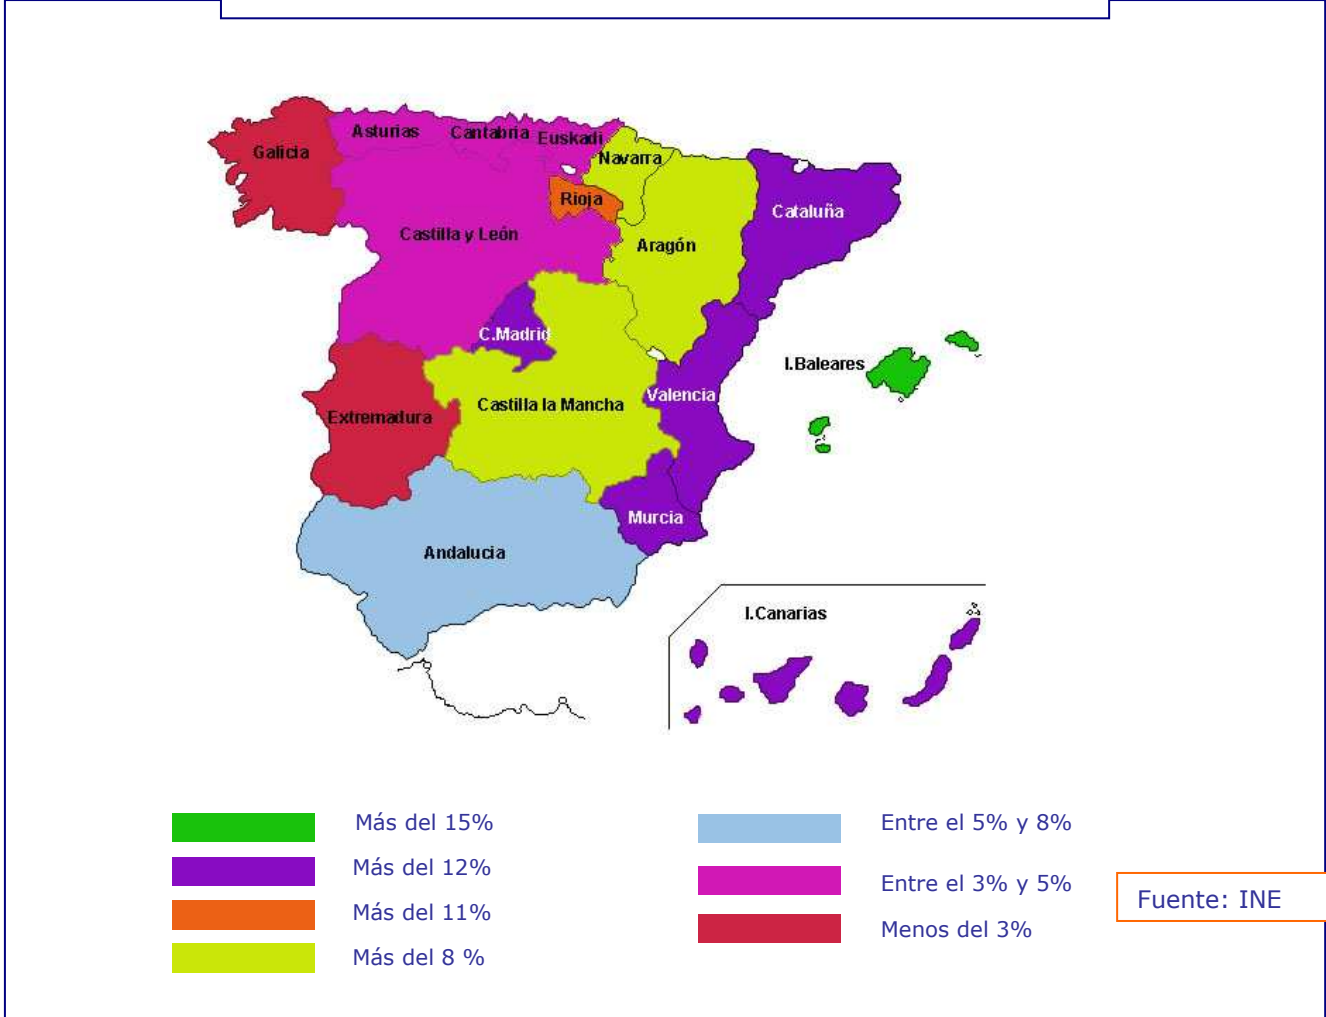 Asturias
Cantabria
Euskadi
Galicia
Navarra
Rioja
Cataluña
Castilla y León
Aragón
C.Madrid
I.Baleares
Valencia
Castilla la Mancha
Extremadura
Murcia
Andalucia
I.Canarias
Más del 15%
Más del 12%
Más del 11%
Más del 8 %
Entre el 5% y 8%
Entre el 3% y 5%
Menos del 3%
Fuente: INE